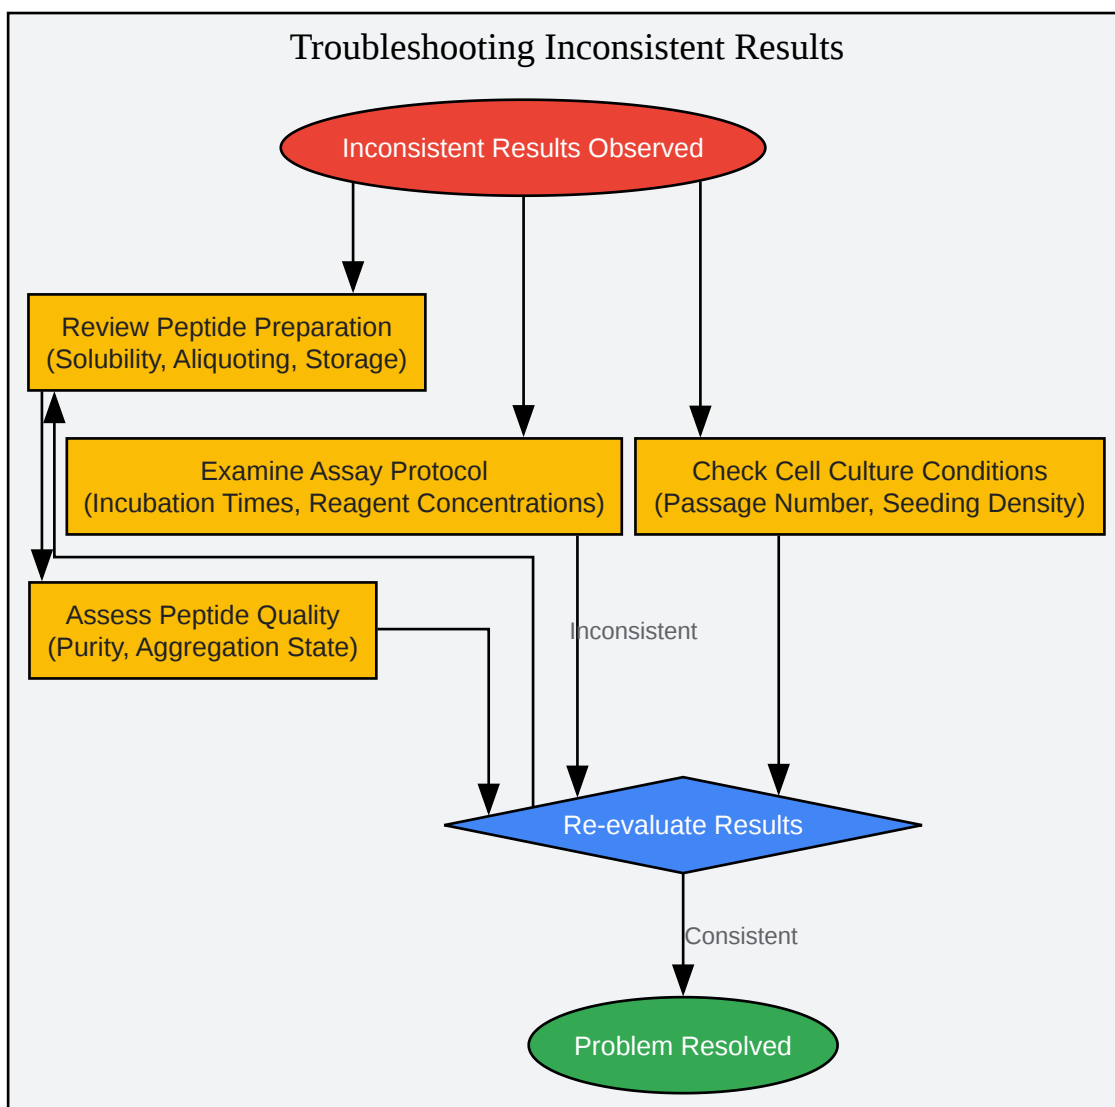 Troubleshooting Inconsistent Results
Inconsistent Results Observed
Review Peptide Preparation
(Solubility, Aliquoting, Storage)
Examine Assay Protocol
(Incubation Times, Reagent Concentrations)
Check Cell Culture Conditions
(Passage Number, Seeding Density)
Assess Peptide Quality
(Purity, Aggregation State)
Inconsistent
Re-evaluate Results
Consistent
Problem Resolved